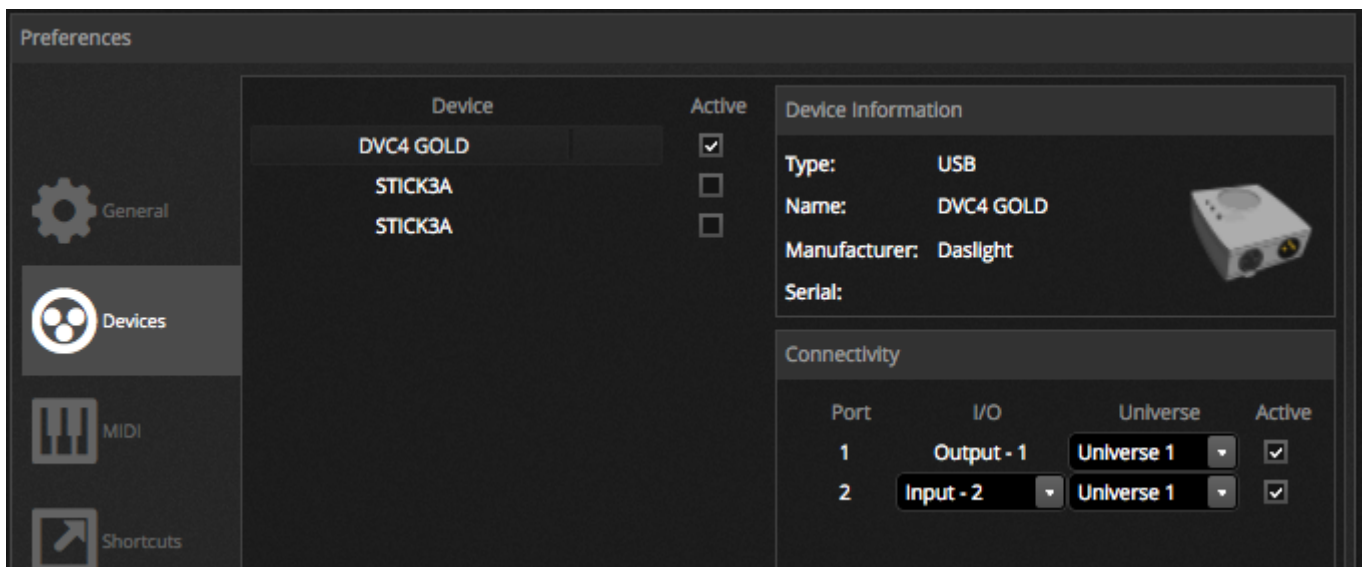 Preferences
General
Devices
MIDI
Shortcuts
Device Active
DVC4 GOLD
STICK3A
STICK3A
Device Information
Type: USB
Name: DVC4 GOLD
Manufacturer: Daslight
Serial:
Connectivity
Port I/O Universe Active
1 Output - 1 Universe 1
2 Input - 2 Universe 1